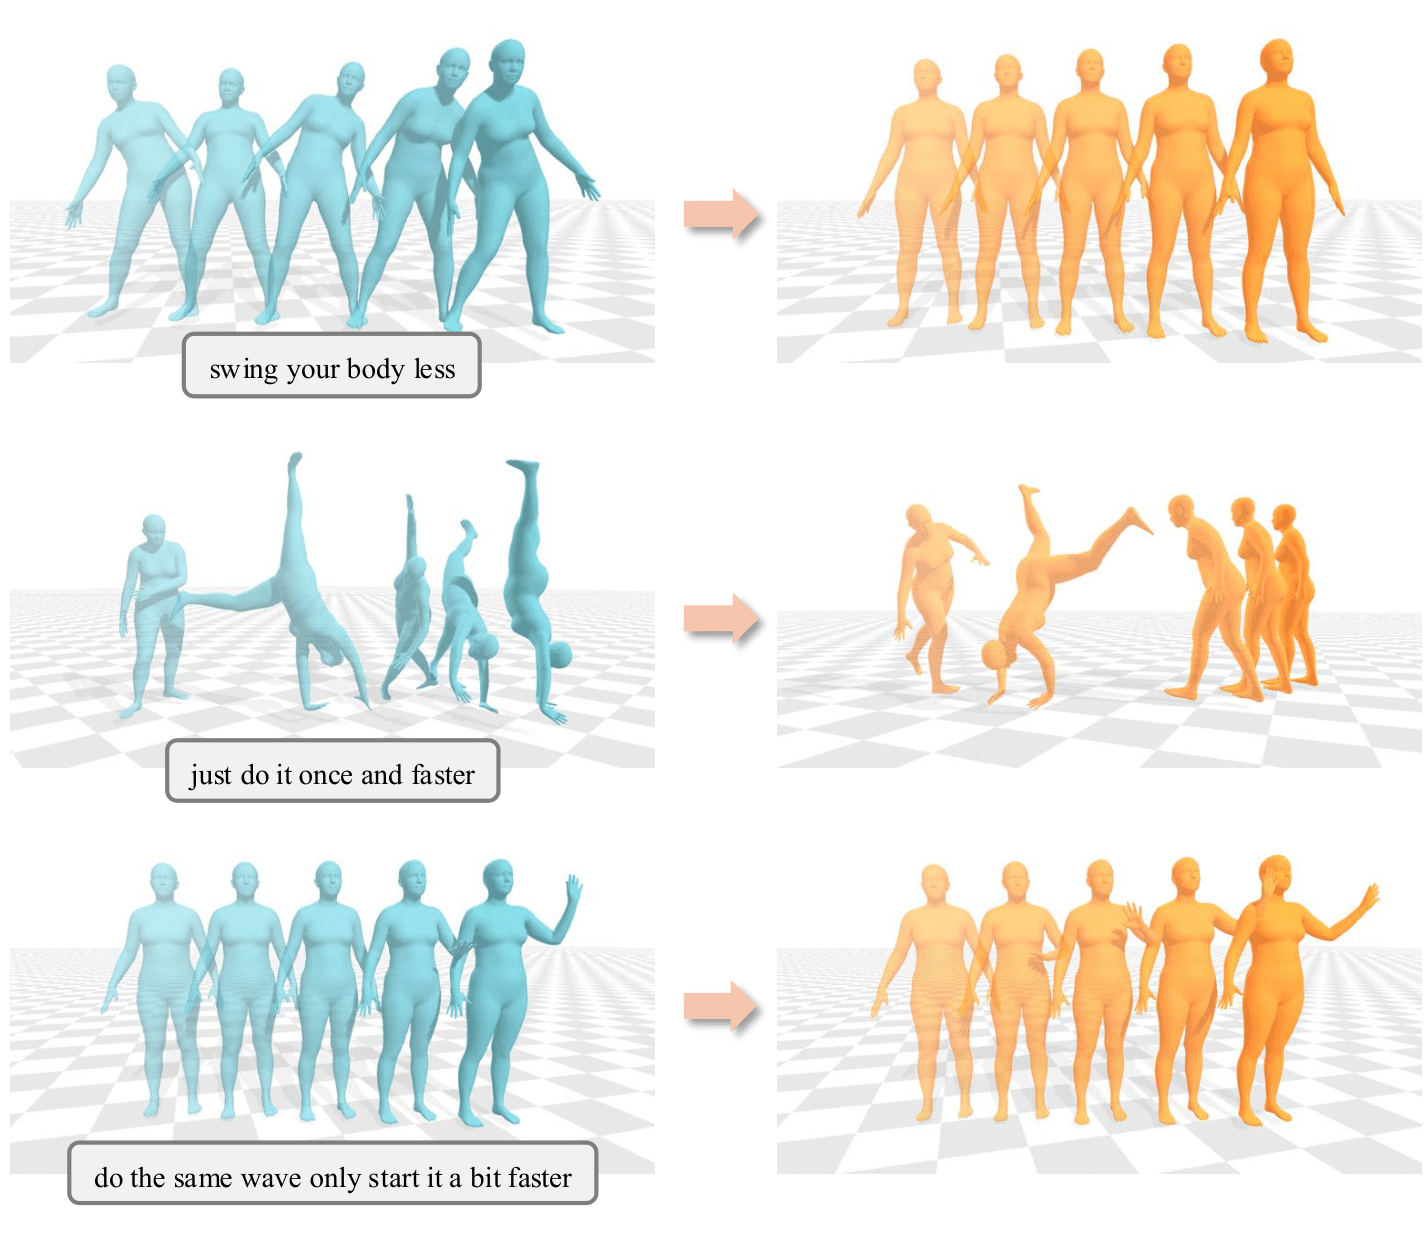 swing your body less
just do it once and faster
do the same wave only start it a bit faster